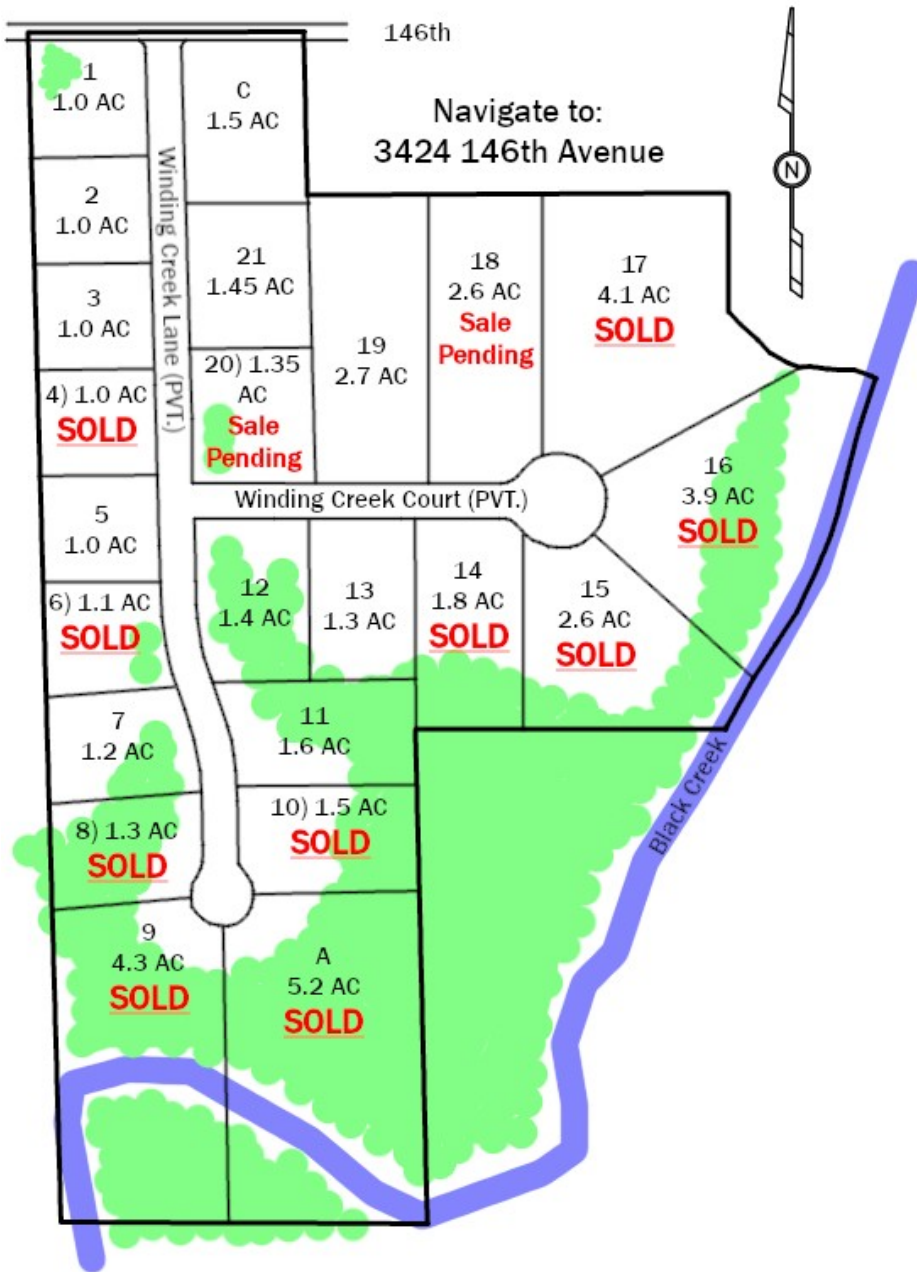 146th
Navigate to:
3424 146th Avenue
N
1
1.0 AC
C
1.5 AC
Winding Creek Lane (PVT.)
2
1.0 AC
21
1.45 AC
3
1.0 AC
19
2.7 AC
18
2.6 AC
Sale
Pending
17
4.1 AC
SOLD
20) 1.35
AC
Sale
Pending
4) 1.0 AC
SOLD
Winding Creek Court (PVT.)
16
3.9 AC
SOLD
5
1.0 AC
12
1.4 AC
13
1.3 AC
14
1.8 AC
SOLD
15
2.6 AC
SOLD
6) 1.1 AC
SOLD
7
1.2 AC
11
1.6 AC
Black Creek
8) 1.3 AC
SOLD
10) 1.5 AC
SOLD
9
4.3 AC
SOLD
A
5.2 AC
SOLD